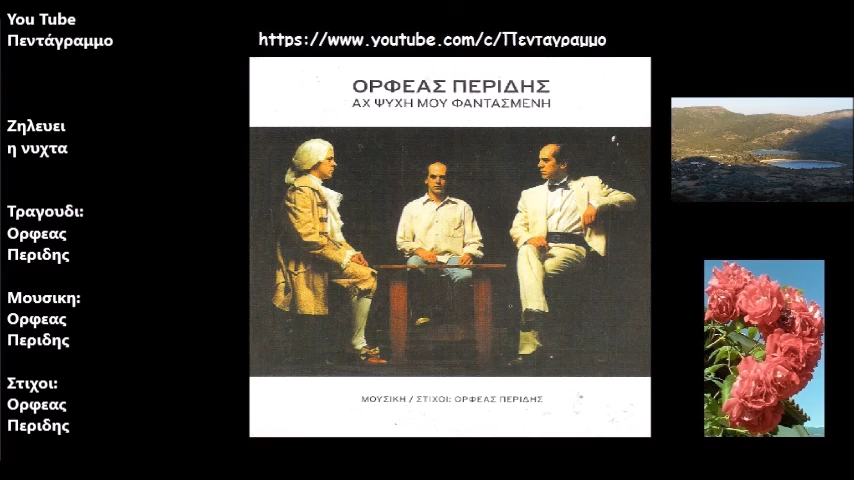 You Tube
Πεντάγραμμο
https://www.youtube.com/c/Πενταγραμμο
ΟΡΦΕΑΣ ΠΕΡΙΔΗΣ
ΑΧ ΨΥΧΗ ΜΟΥ ΦΑΝΤΑΣΜΕΝΗ
Ζηλευει
η νυχτα
Τραγουδι:
Ορφεας
Περιδης
Μουσικη:
Ορφεας
Περιδης
Στιχοι:
Ορφεας
Περιδης
ΜΟΥΣΙΚΗ / ΣΤΙΧΟΙ: ΟΡΦΕΑΣ ΠΕΡΙΔΗΣ